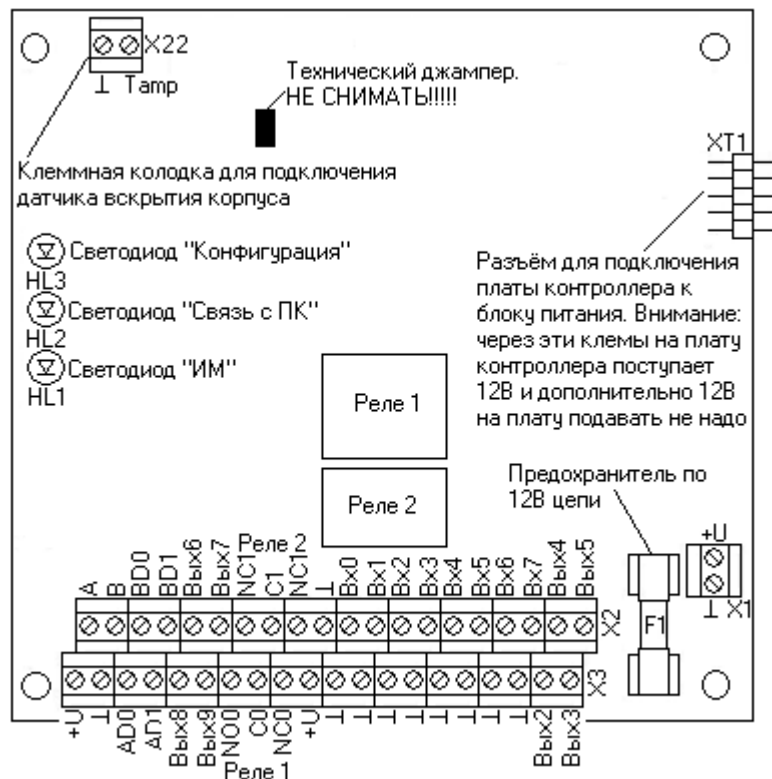 X22
⊥ Tamp
Технический джампер.
НЕ СНИМАТЬ!!!!!
XT1
Клеммная колодка для подключения
датчика вскрытия корпуса
Светодиод "Конфигурация"
HL3
Светодиод "Связь с ПК"
HL2
Светодиод "ИМ"
HL1
Разъём для подключения
платы контроллера к
блоку питания. Внимание:
через эти клемы на плату
контроллера поступает
12В и дополнительно 12В
на плату подавать не надо
Реле 1
Реле 2
Предохранитель по
12В цепи
+U
⊥ X1
F1
Реле 2
A
B
BD0
BD1
Вых6
Вых7
NC1
C1
NC1
⊥
Вх0
Вх1
Вх2
Вх3
Вх4
Вх5
Вх6
Вх7
Вых4
Вых5
X2
X3
+U
⊥
AD0
AD1
Вых8
Вых9
NO0
C0
NC0
+U
⊥
⊥
⊥
⊥
⊥
⊥
⊥
⊥
Вых2
Вых3
Реле 1